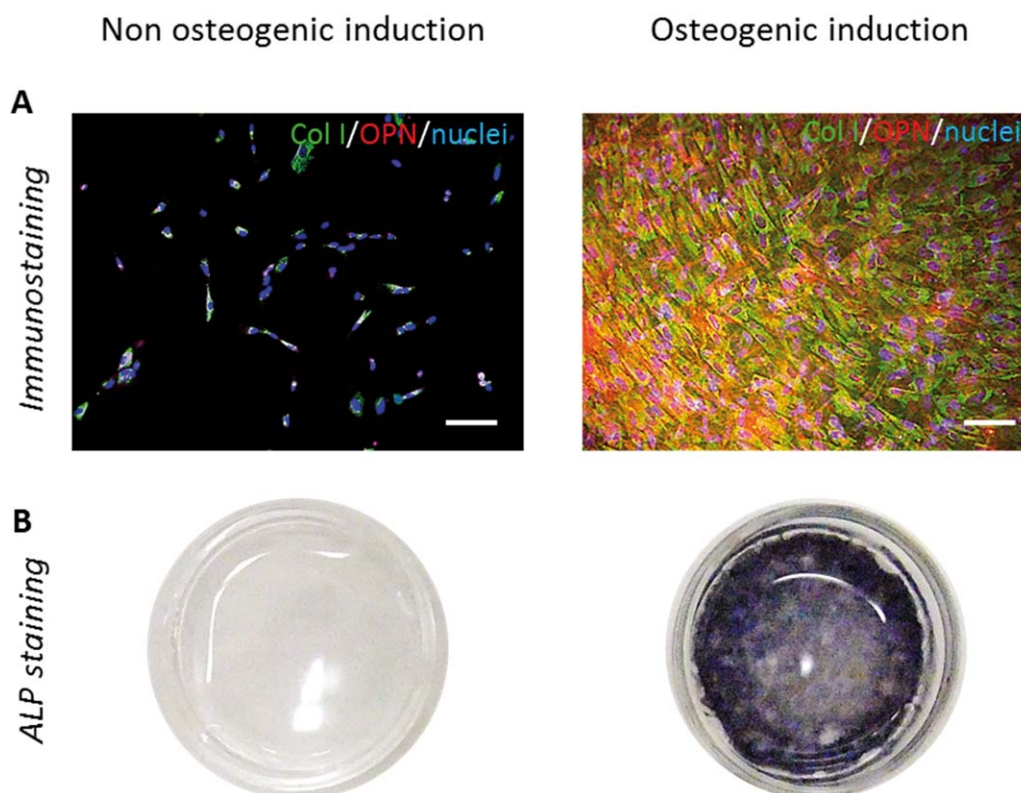 Non osteogenic induction
Osteogenic induction
A
Immunostaining
Col I/OPN/nuclei
Col I/OPN/nuclei
B
ALP staining